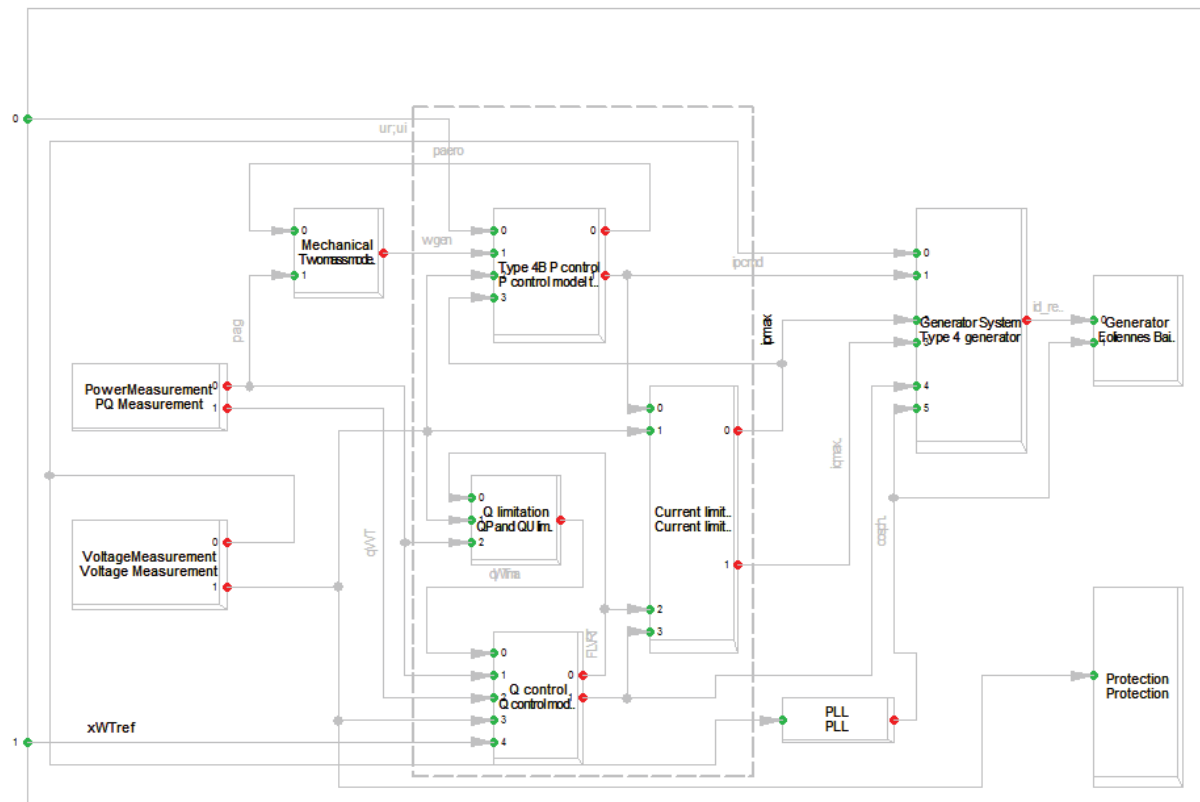 0
ur;ui
paero
0
1
Mechanical
Twomassmode..
wgen
0
1
3
0
Type 4B P control
P control model t..
ipcmd
0
1
Generator System
Type 4 generator
4
5
id_re..
0
Generator
Eoliennes Bai..
pag
ipmax
PowerMeasurement
PQ Measurement
0
1
0
1
0
Current limit..
Current limit..
1
2
3
iqmax..
0
Q limitation
QP and QU lim..
2
qWTma
qWT
VoltageMeasurement
Voltage Measurement
0
1
FLVRT
0
1
2
3
4
0
1
Q control
Q control mod..
PLL
PLL
Protection
Protection
1
xWTref